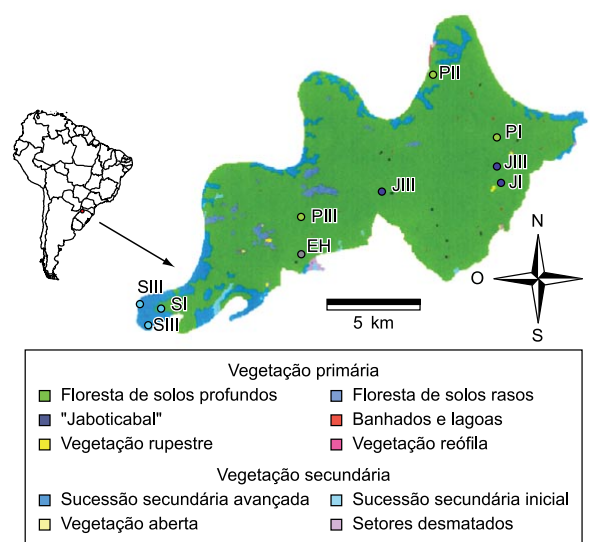 PII
PI
JIII
JI
JIII
PIII
EH
N
O
S
SIII
SI
SIII
5 km
Vegetação primária
Floresta de solos profundos
Floresta de solos rasos
"Jaboticabal"
Banhados e lagoas
Vegetação rupestre
Vegetação reófila
Vegetação secundária
Sucessão secundária avançada
Sucessão secundária inicial
Vegetação aberta
Setores desmatados